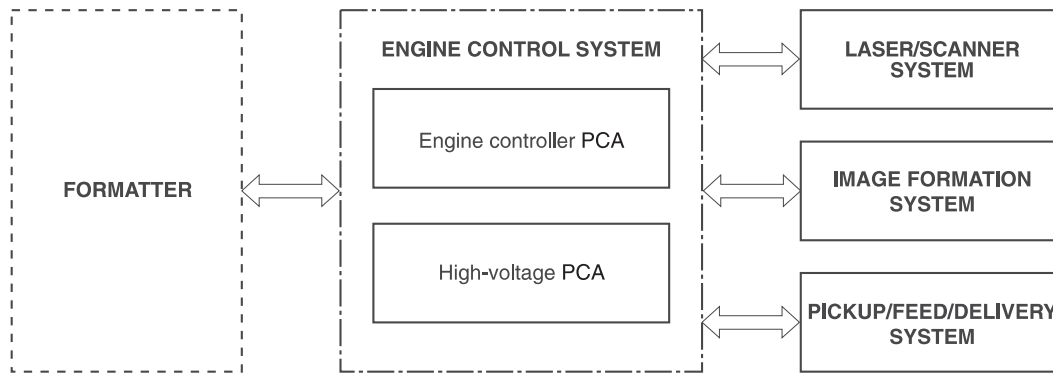 FORMATTER
ENGINE CONTROL SYSTEM
Engine controller PCA
High-voltage PCA
LASER/SCANNER
SYSTEM
IMAGE FORMATION
SYSTEM
PICKUP/FEED/DELIVERY
SYSTEM